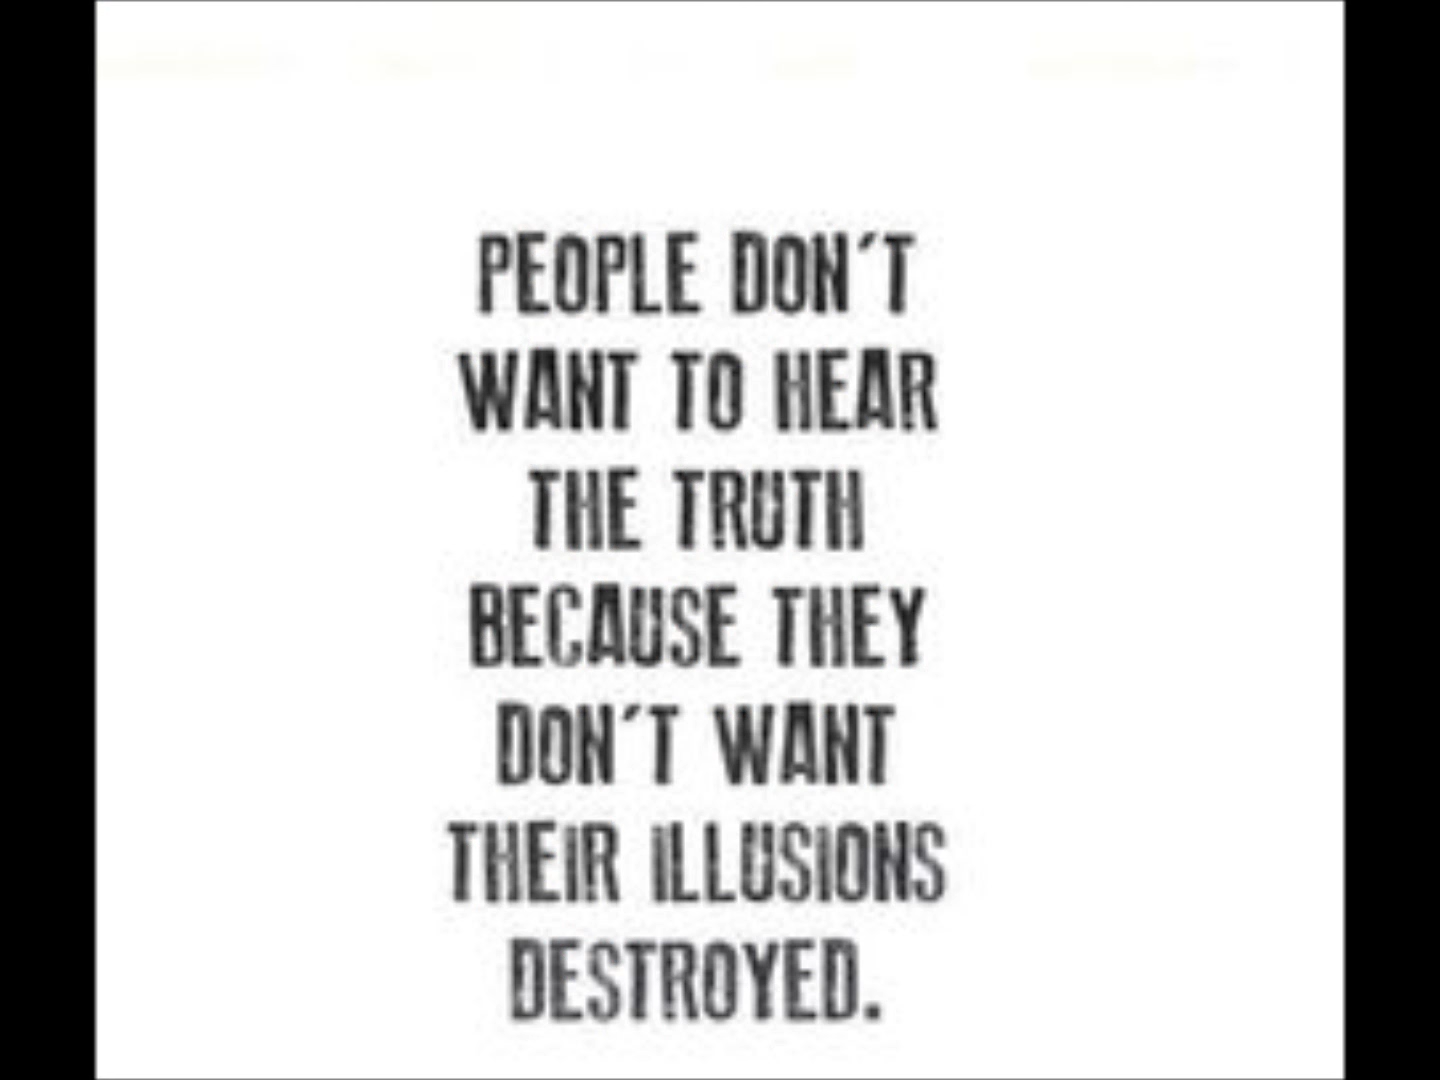 PEOPLE DON´T
WANT TO HEAR
THE TRUTH
BECAUSE THEY
DON´T WANT
THEiR iLLUSiONS
DESTROYED.